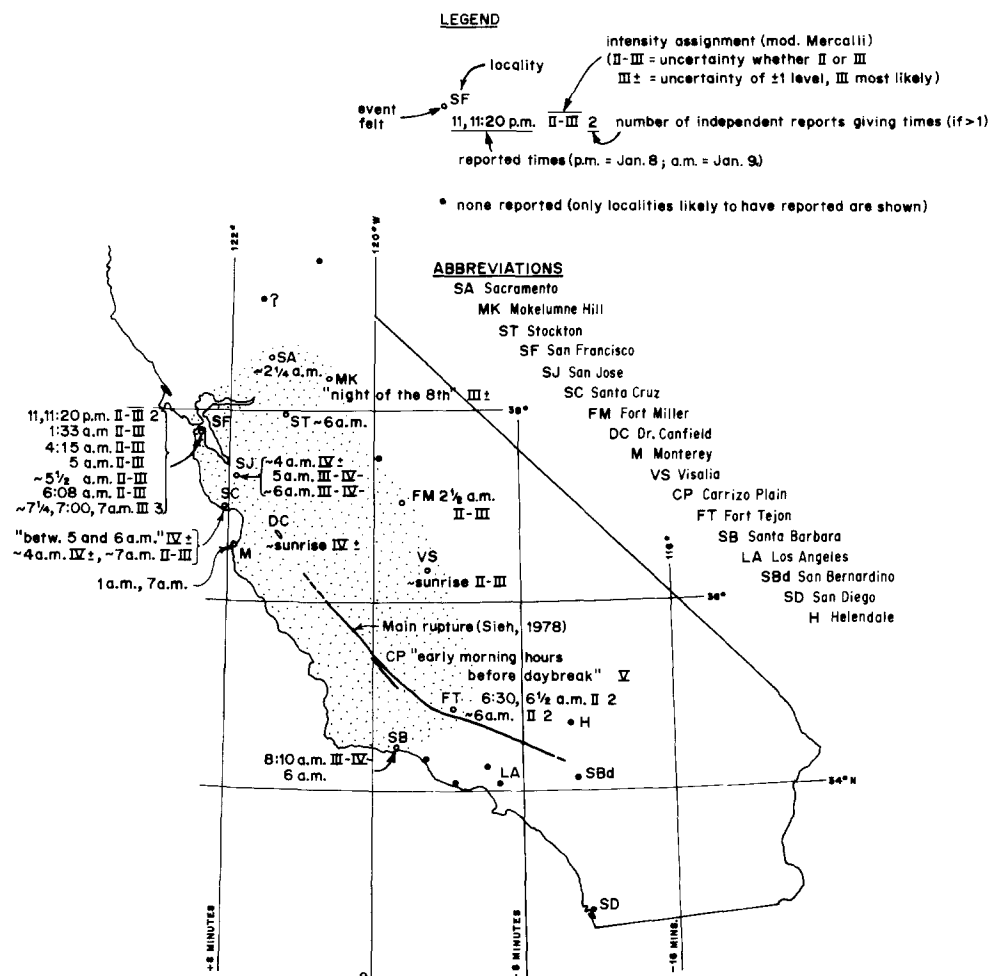 LEGEND
intensity assignment (mod. Mercalli)
(II-III = uncertainty whether II or III
III± = uncertainty of ±1 level, III most likely)
locality
SF
event felt
11, 11:20 p.m. II-III 2
number of independent reports giving times (if >1)
reported times (p.m. = Jan. 8; a.m. = Jan. 9.)
none reported (only localities likely to have reported are shown)
122°
120°W
ABBREVIATIONS
SA Sacramento
MK Mokelumne Hill
ST Stockton
SF San Francisco
SJ San Jose
SC Santa Cruz
FM Fort Miller
DC Dr. Canfield
M Monterey
VS Visalia
CP Carrizo Plain
FT Fort Tejon
SB Santa Barbara
LA Los Angeles
SBd San Bernardino
SD San Diego
H Helendale
?
SA
~2¼ a.m.
MK
"night of the 8th" III±
38°
ST ~6a.m.
11, 11:20 p.m. II-III 2
1:33 a.m II-III
4:15 a.m II-III
5 a.m. II-III
~5½ a.m. II-III
6:08 a.m. II-III
~7¼, 7:00, 7a.m. III 3
SF
SJ
~4 a.m. IV±
5a.m. III-IV-
~6a.m. III-IV-
SC
FM 2½ a.m.
II-III
DC
~sunrise IV±
"betw. 5 and 6 a.m." IV±
~4a.m. IV±, ~7a.m. II-III
M
1 a.m., 7a.m.
VS
~sunrise II-III
116°
36°
Main rupture (Sieh, 1978)
CP "early morning hours
before daybreak" V
FT 6:30, 6½ a.m. II 2
~6a.m. II 2
H
SB
8:10 a.m. III-IV-
6 a.m.
LA
SBd
34°N
SD
+8 MINUTES
0
-8 MINUTES
-16 MINS.